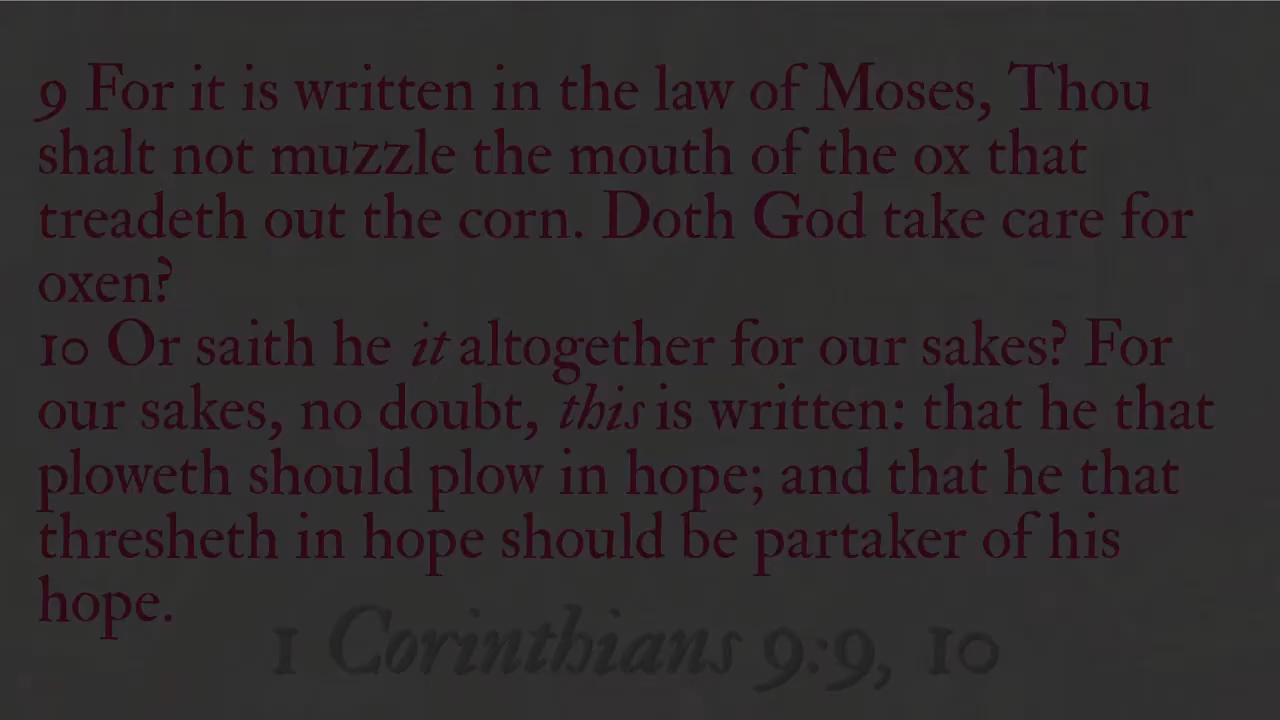 9 For it is written in the law of Moses, Thou
shalt not muzzle the mouth of the ox that
treadeth out the corn. Doth God take care for
oxen?
10 Or saith he it altogether for our sakes? For
our sakes, no doubt, this is written: that he that
ploweth should plow in hope; and that he that
thresheth in hope should be partaker of his
hope.
1 Corinthians 9:9, 10